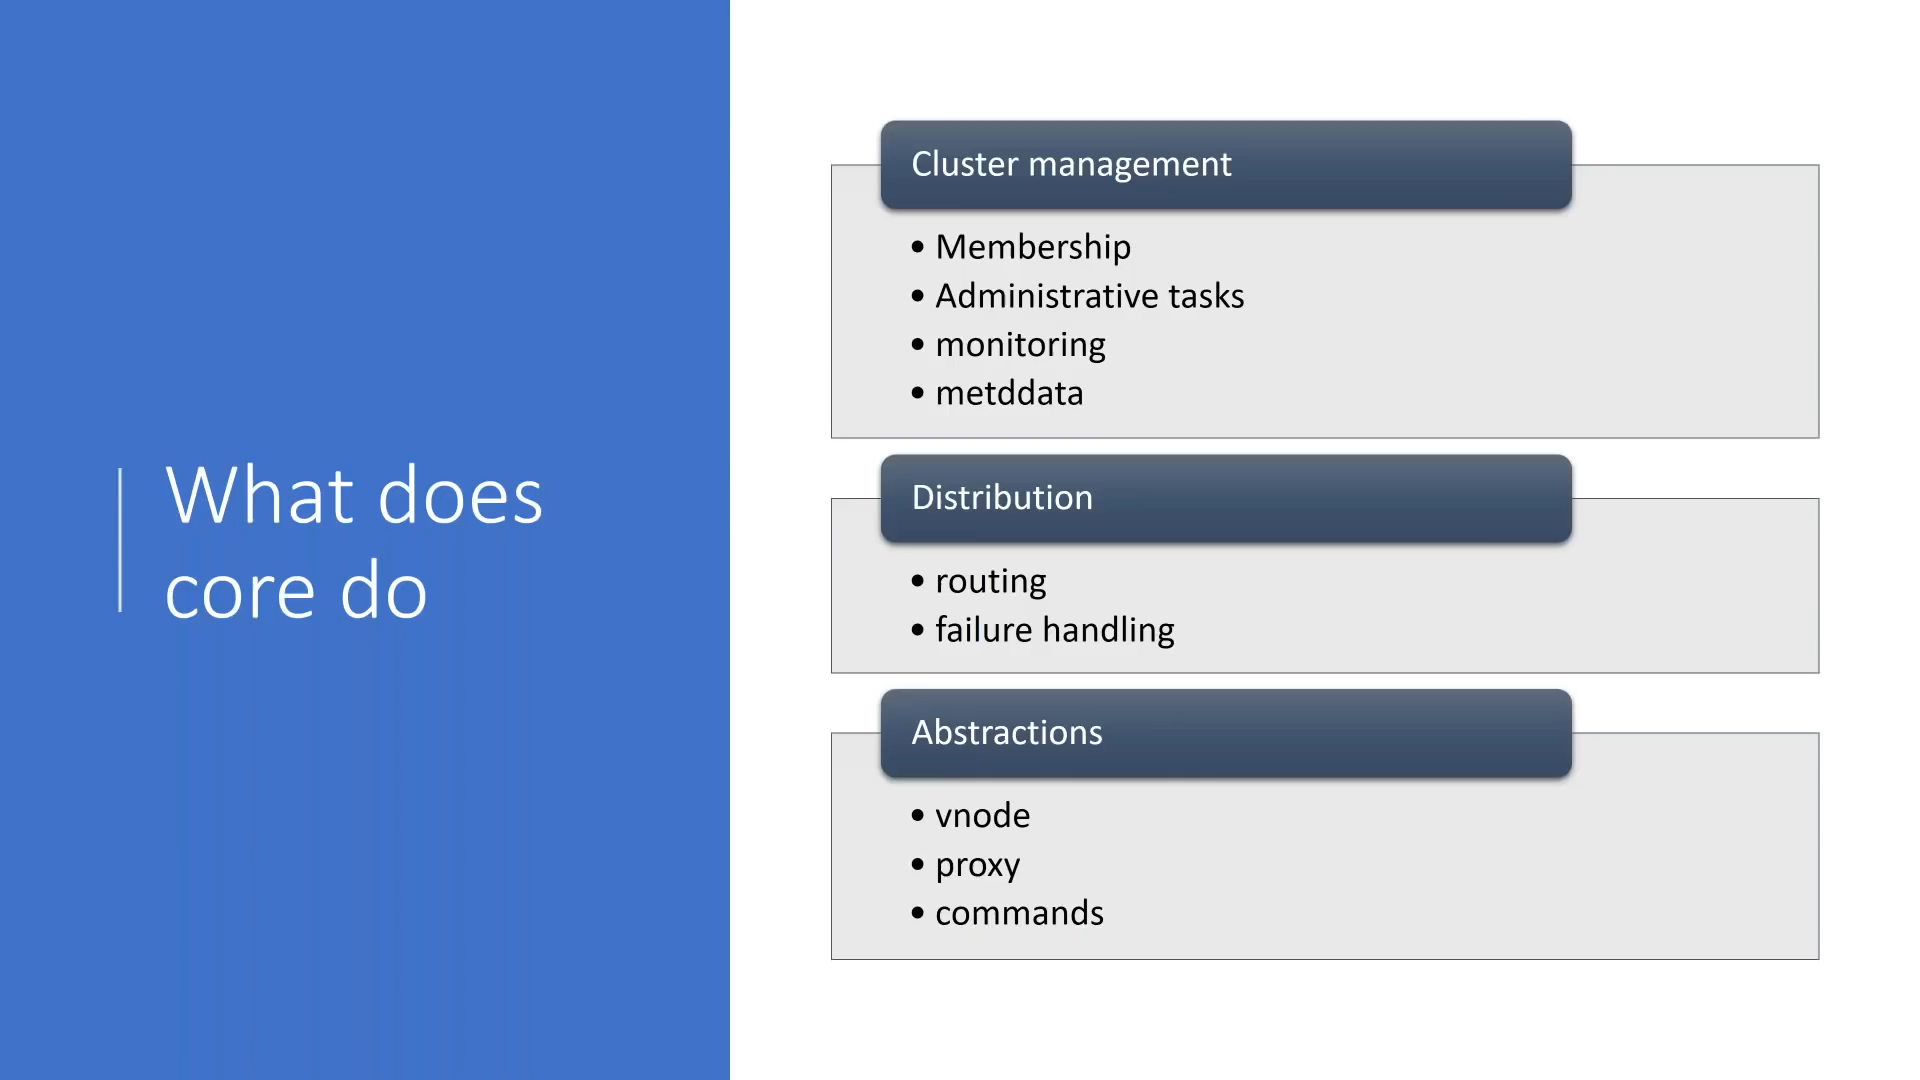 What does
core do
Cluster management
• Membership
• Administrative tasks
• monitoring
• metddata
Distribution
• routing
• failure handling
Abstractions
• vnode
• proxy
• commands